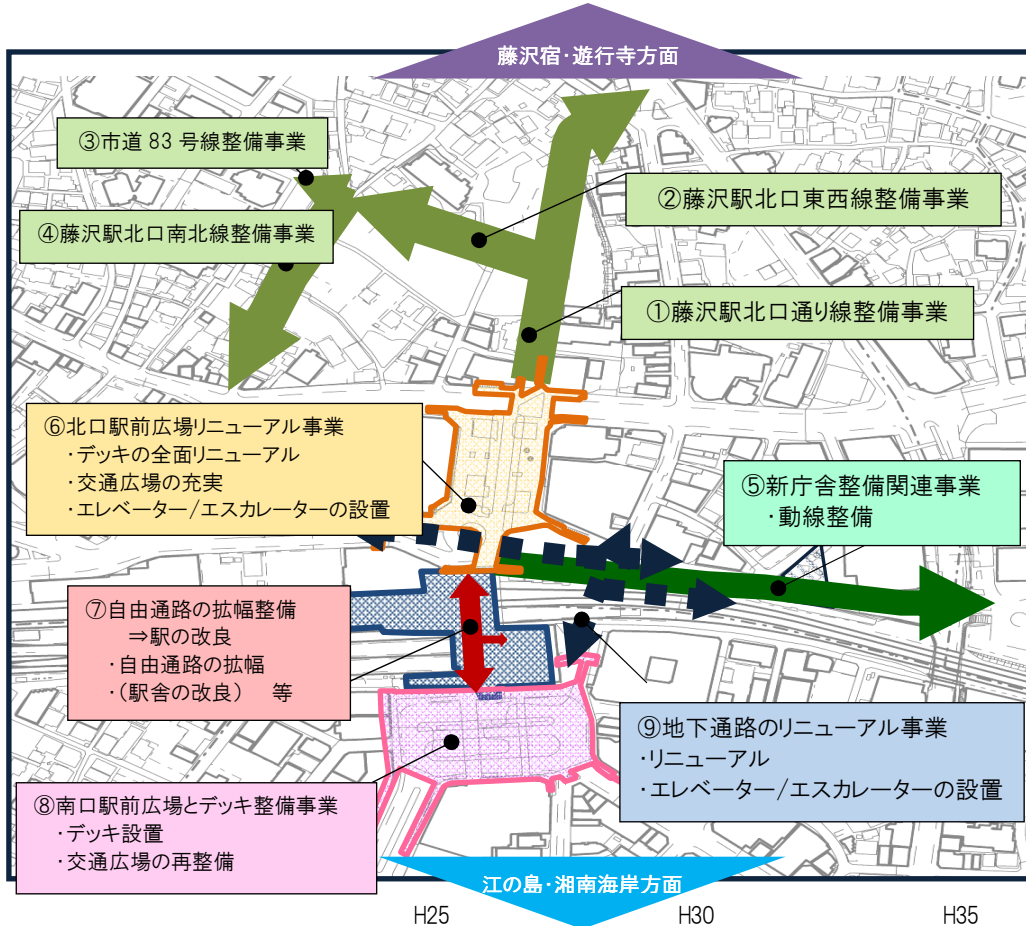 藤沢宿・遊行寺方面
③市道 83 号線整備事業
②藤沢駅北口東西線整備事業
④藤沢駅北口南北線整備事業
①藤沢駅北口通り線整備事業
⑥北口駅前広場リニューアル事業
・デッキの全面リニューアル
・交通広場の充実
・エレベーター/エスカレーターの設置
⑤新庁舎整備関連事業
・動線整備
⑦自由通路の拡幅整備
⇒駅の改良
・自由通路の拡幅
・(駅舎の改良) 等
⑨地下通路のリニューアル事業
・リニューアル
・エレベーター/エスカレーターの設置
⑧南口駅前広場とデッキ整備事業
・デッキ設置
・交通広場の再整備
江の島・湘南海岸方面
H25 H30 H35